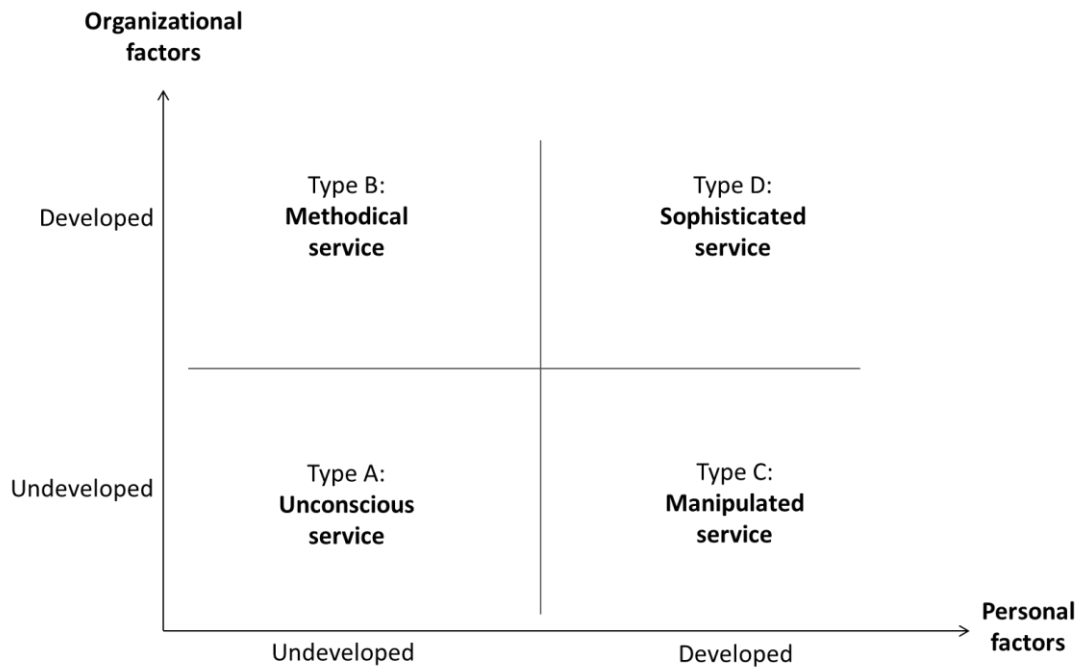 Organizational
factors
Type B:
Methodical
service
Type D:
Sophisticated
service
Developed
Type A:
Unconscious
service
Type C:
Manipulated
service
Undeveloped
Personal
factors
Undeveloped
Developed